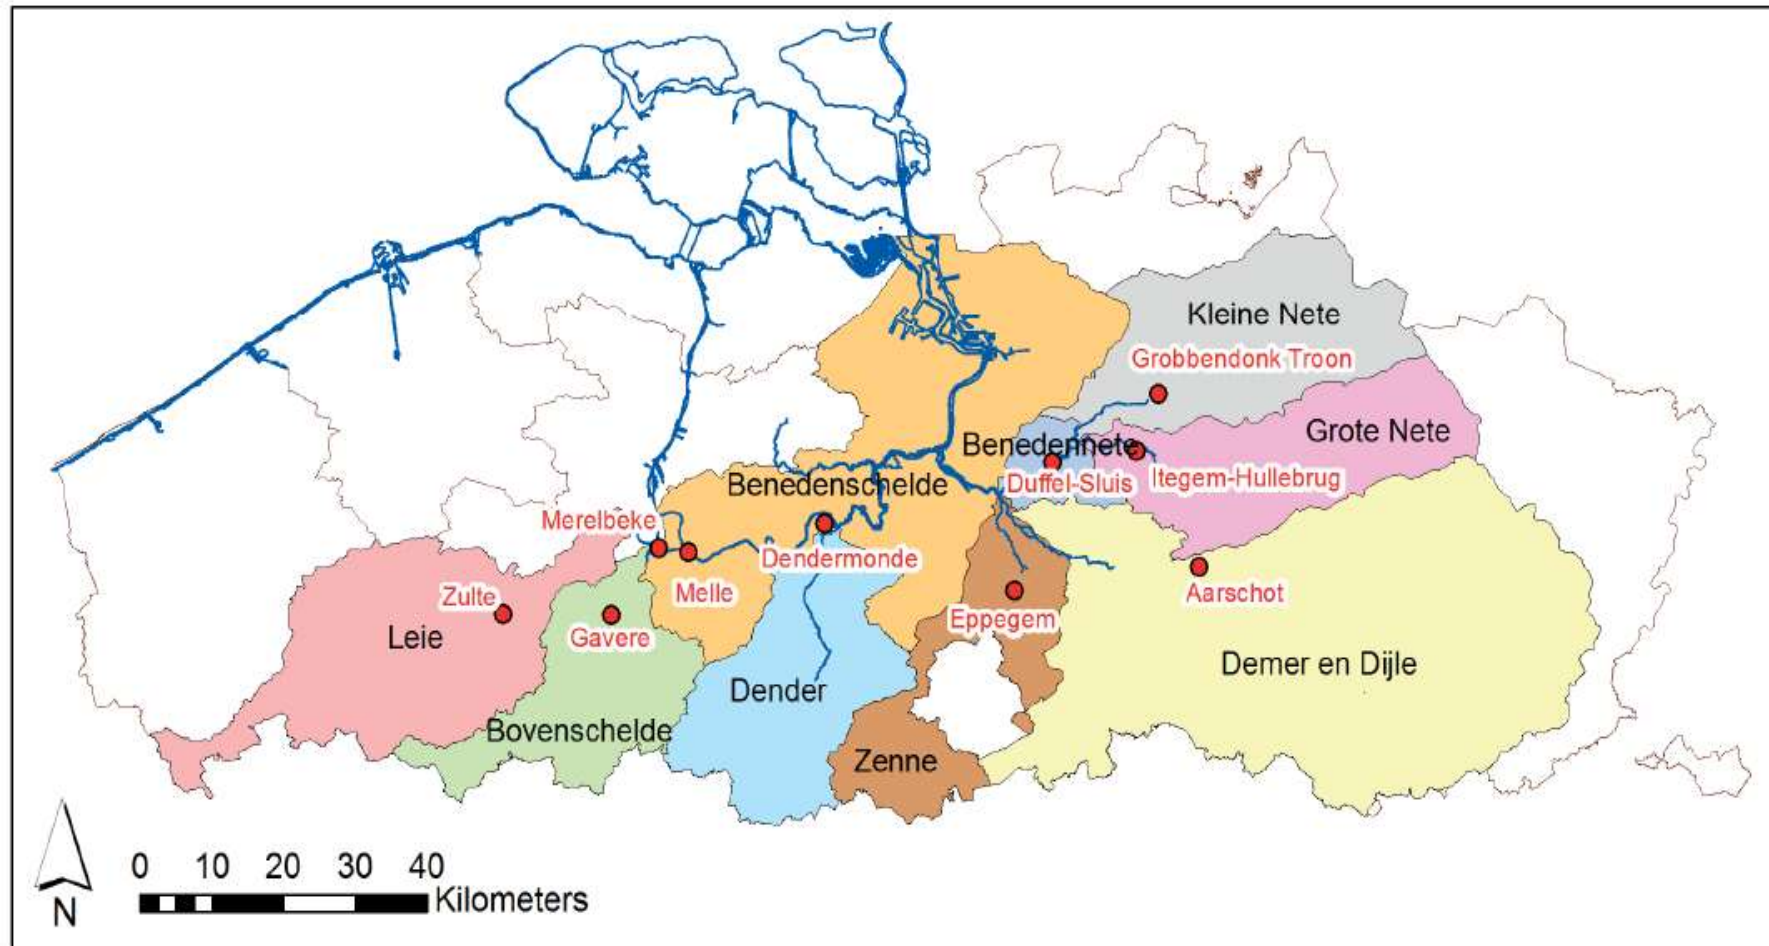 Kleine Nete
Grobbendonk Troon
Grote Nete
Benedennete
Duffel-Sluis
Itegem-Hullebrug
Benedenschelde
Merelbeke
Dendermonde
Zulte
Melle
Aarschot
Leie
Gavere
Eppegem
Demer en Dijle
Dender
Bovenschelde
Zenne
0 10 20 30 40
Kilometers
N